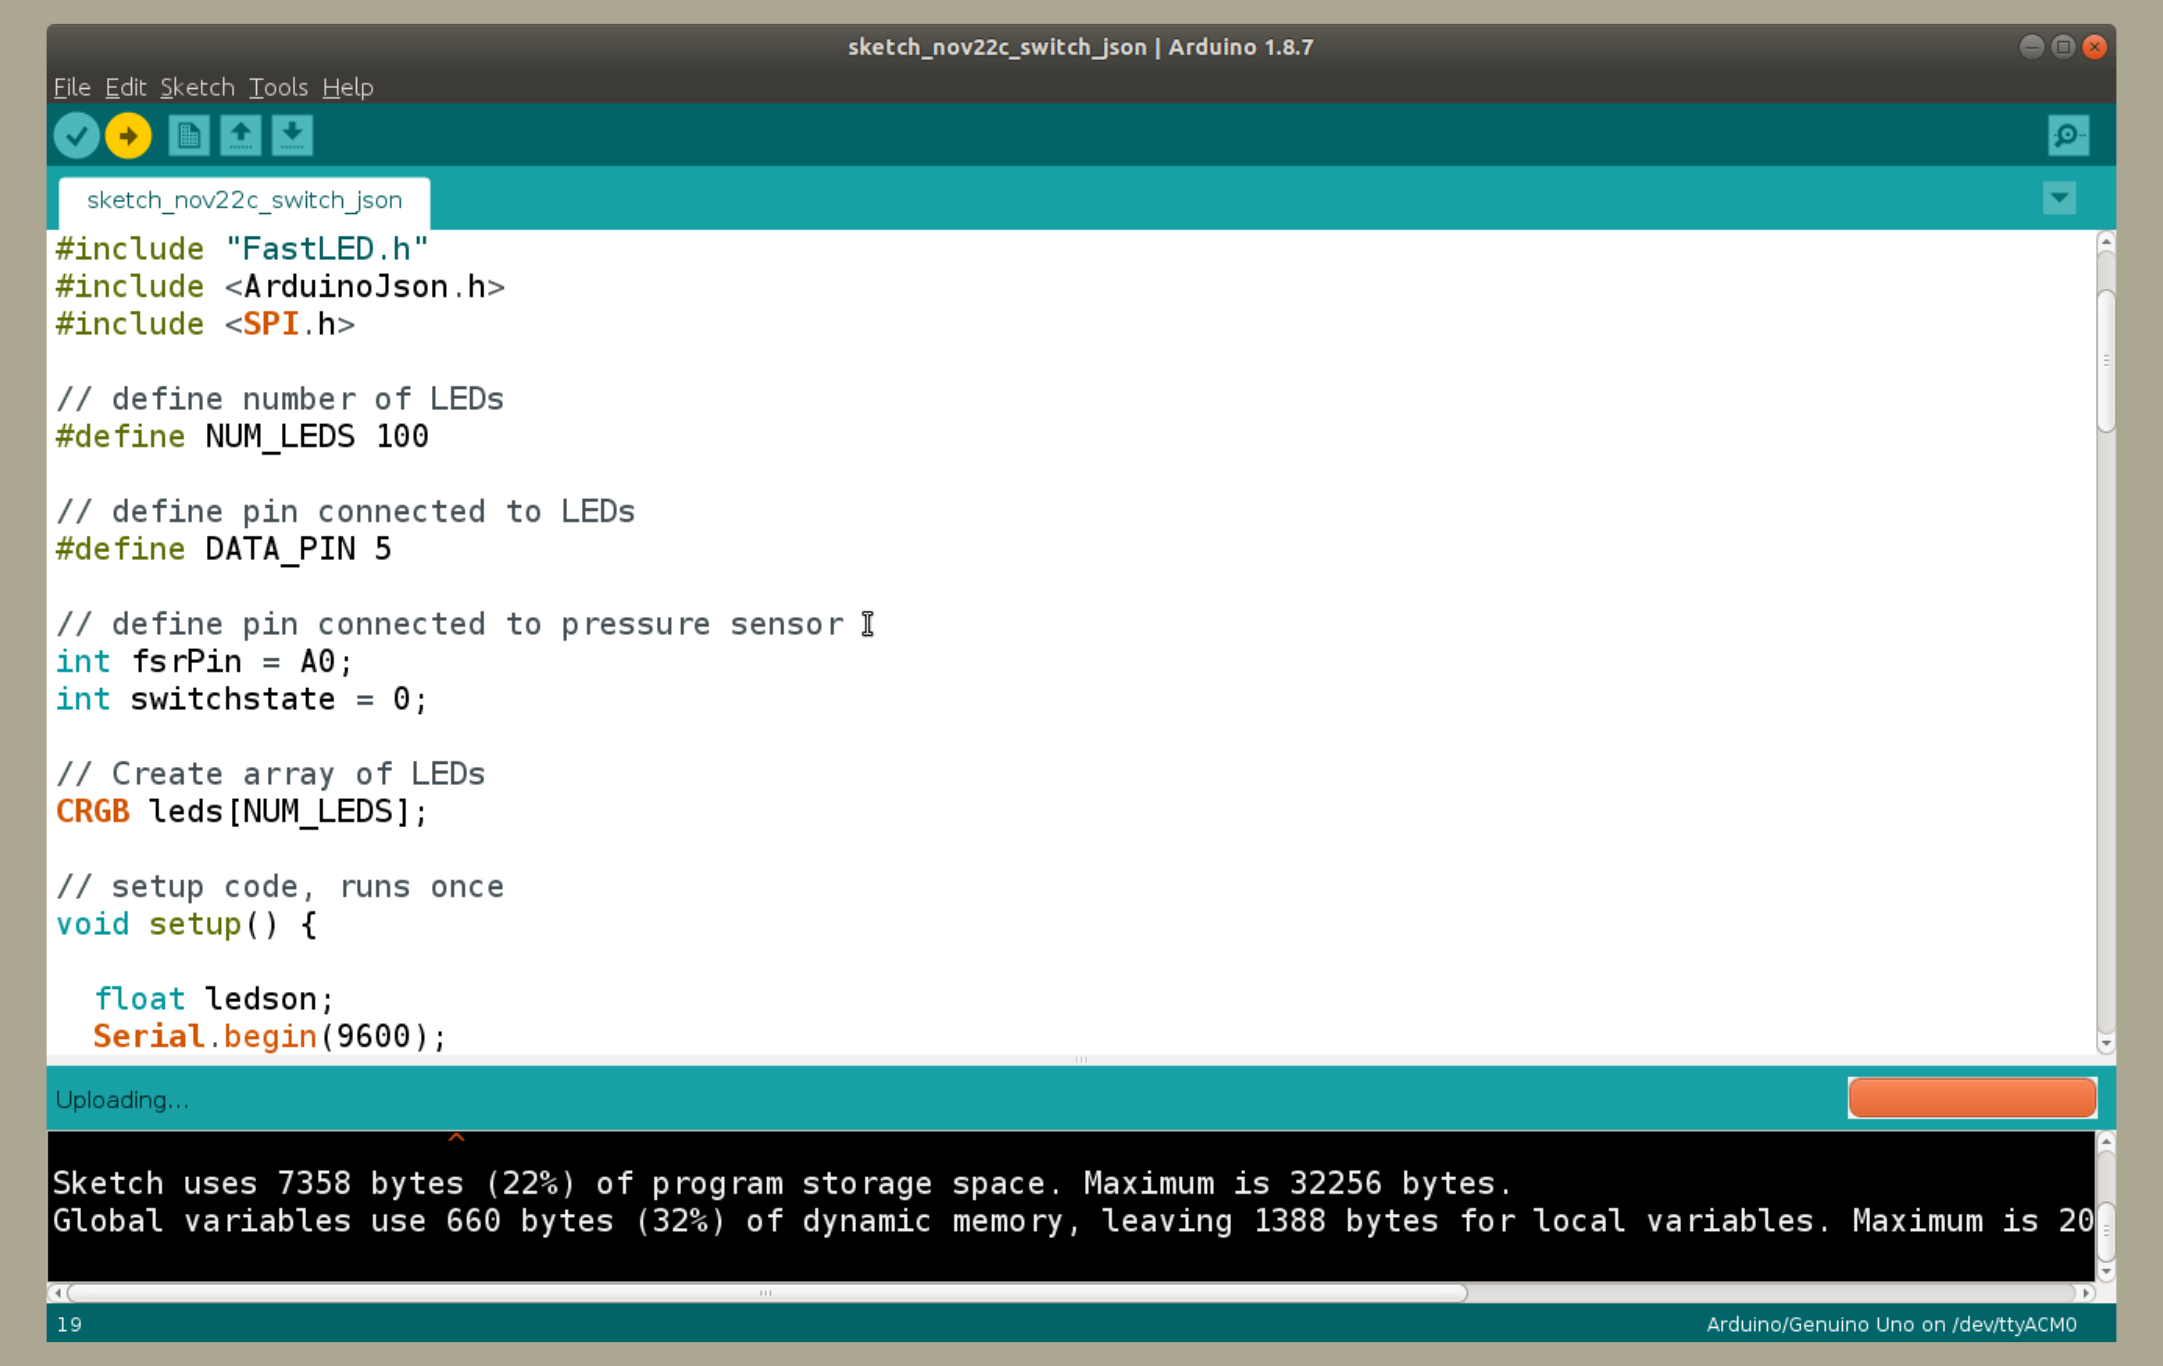 sketch_nov22c_switch_json | Arduino 1.8.7
File Edit Sketch Tools Help
sketch_nov22c_switch_json
#include "FastLED.h"
#include <ArduinoJson.h>
#include <SPI.h>
// define number of LEDs
#define NUM_LEDS 100
// define pin connected to LEDs
#define DATA_PIN 5
// define pin connected to pressure sensor
int fsrPin = A0;
int switchstate = 0;
// Create array of LEDs
CRGB leds[NUM_LEDS];
// setup code, runs once
void setup() {
float ledson;
Serial.begin(9600);
Uploading...
^
Sketch uses 7358 bytes (22%) of program storage space. Maximum is 32256 bytes.
Global variables use 660 bytes (32%) of dynamic memory, leaving 1388 bytes for local variables. Maximum is 20
19
Arduino/Genuino Uno on /dev/ttyACM0